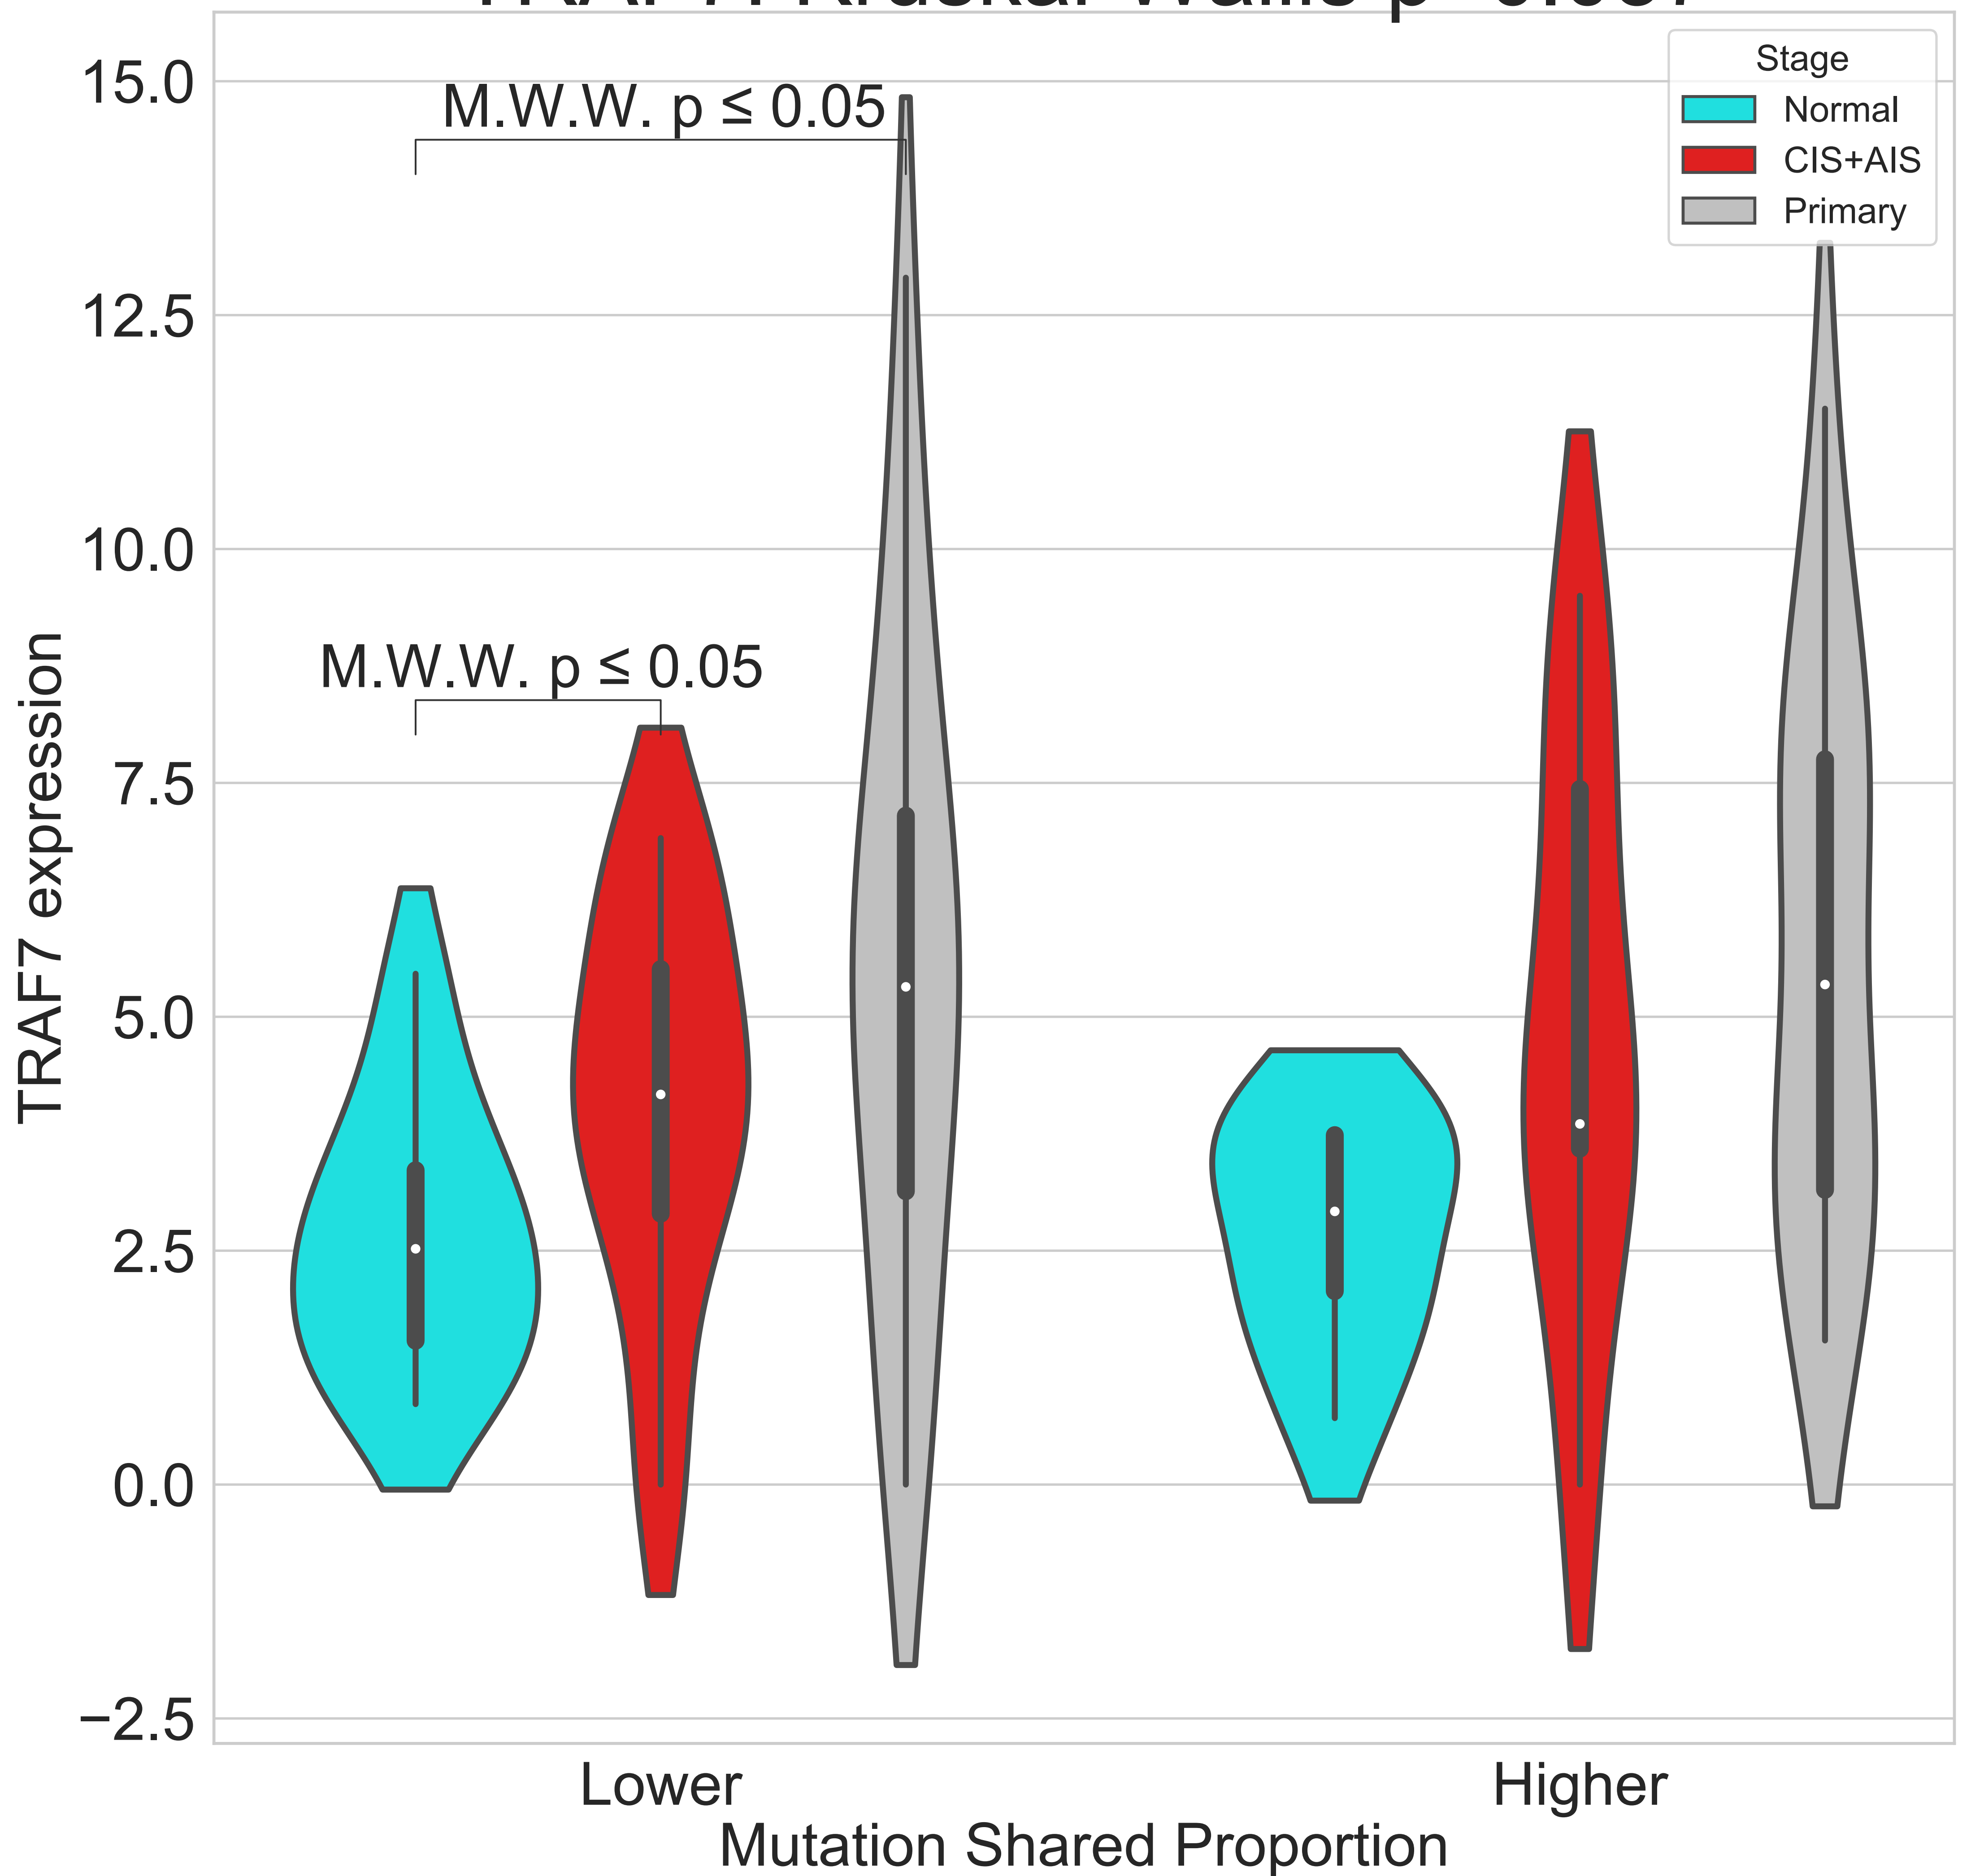 15.0
12.5
10.0
7.5
5.0
2.5
0.0
−2.5
TRAF7 expression
M.W.W. p ≤ 0.05
M.W.W. p ≤ 0.05
Stage
Normal
CIS+AIS
Primary
Lower
Higher
Mutation Shared Proportion